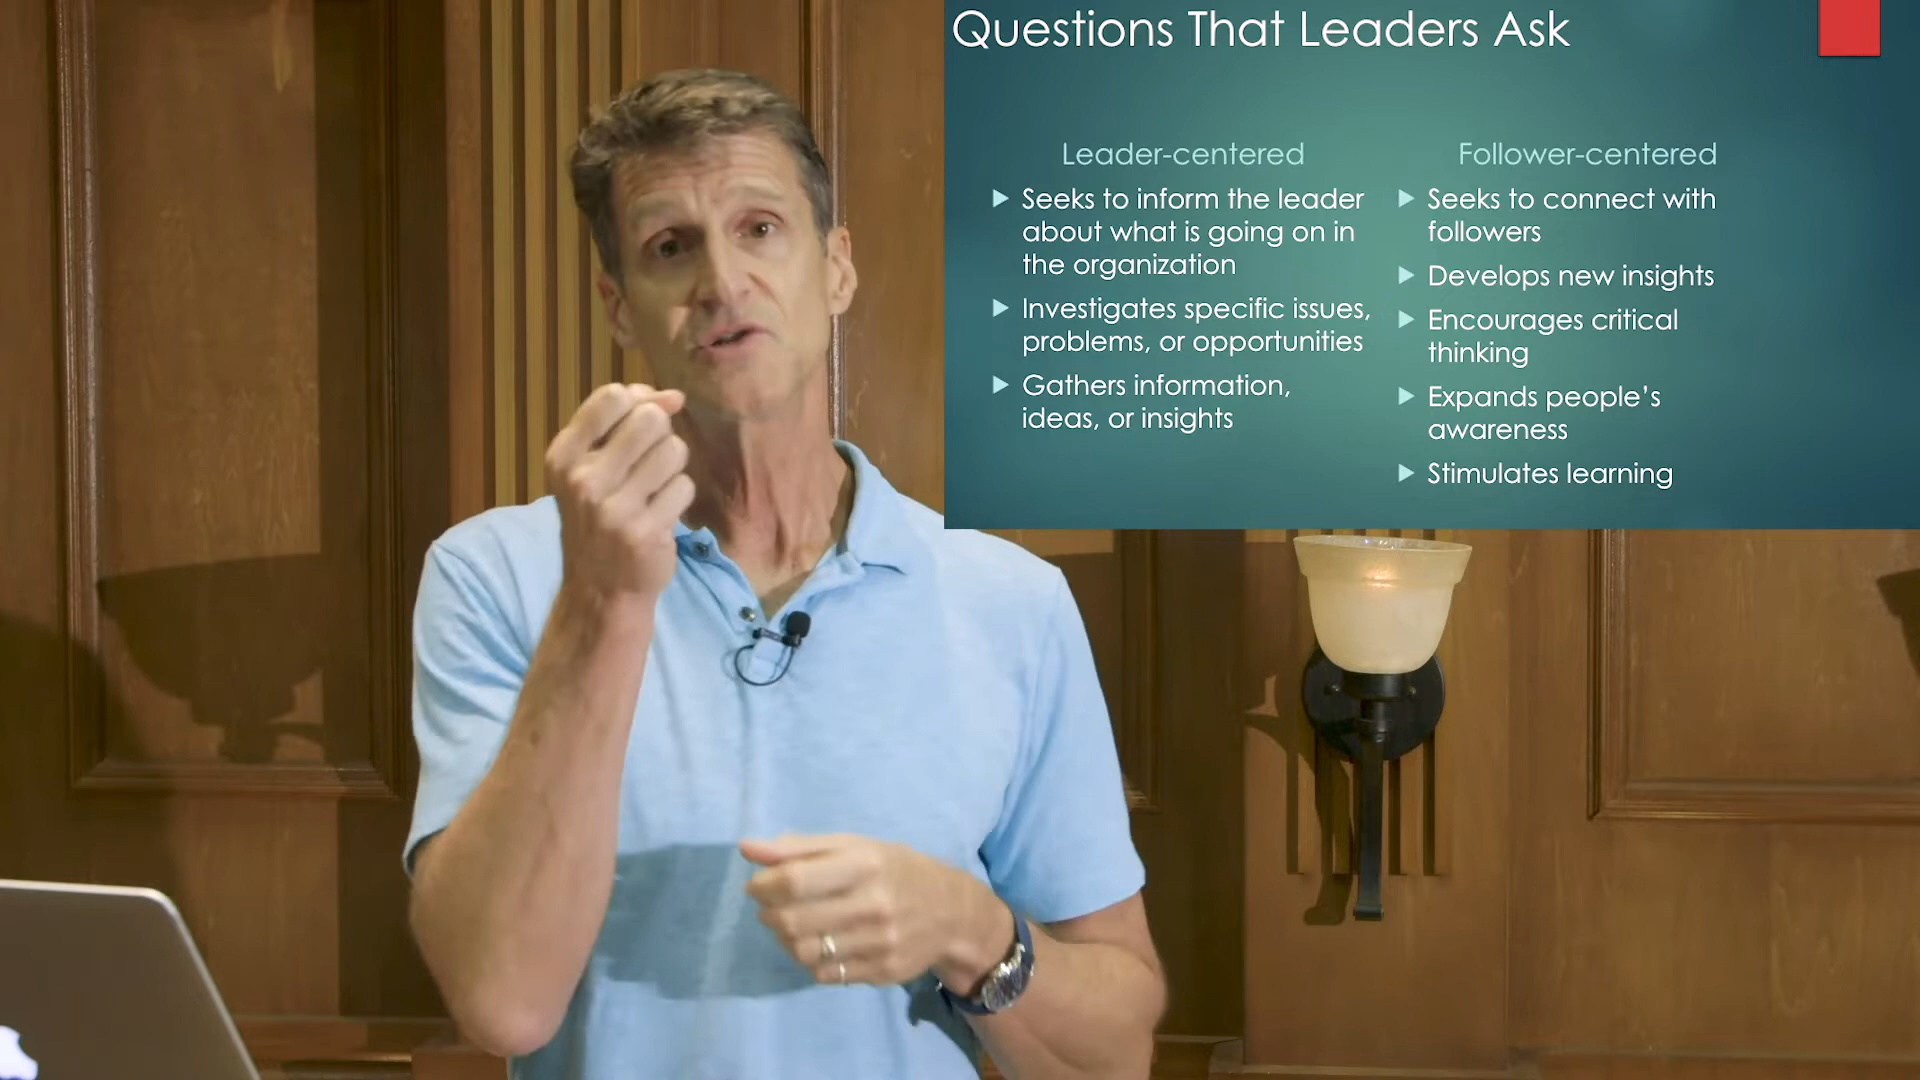 Questions That Leaders Ask
Leader-centered
Seeks to inform the leader
about what is going on in
the organization
Investigates specific issues,
problems, or opportunities
Gathers information,
ideas, or insights
Follower-centered
Seeks to connect with
followers
Develops new insights
Encourages critical
thinking
Expands people’s
awareness
Stimulates learning